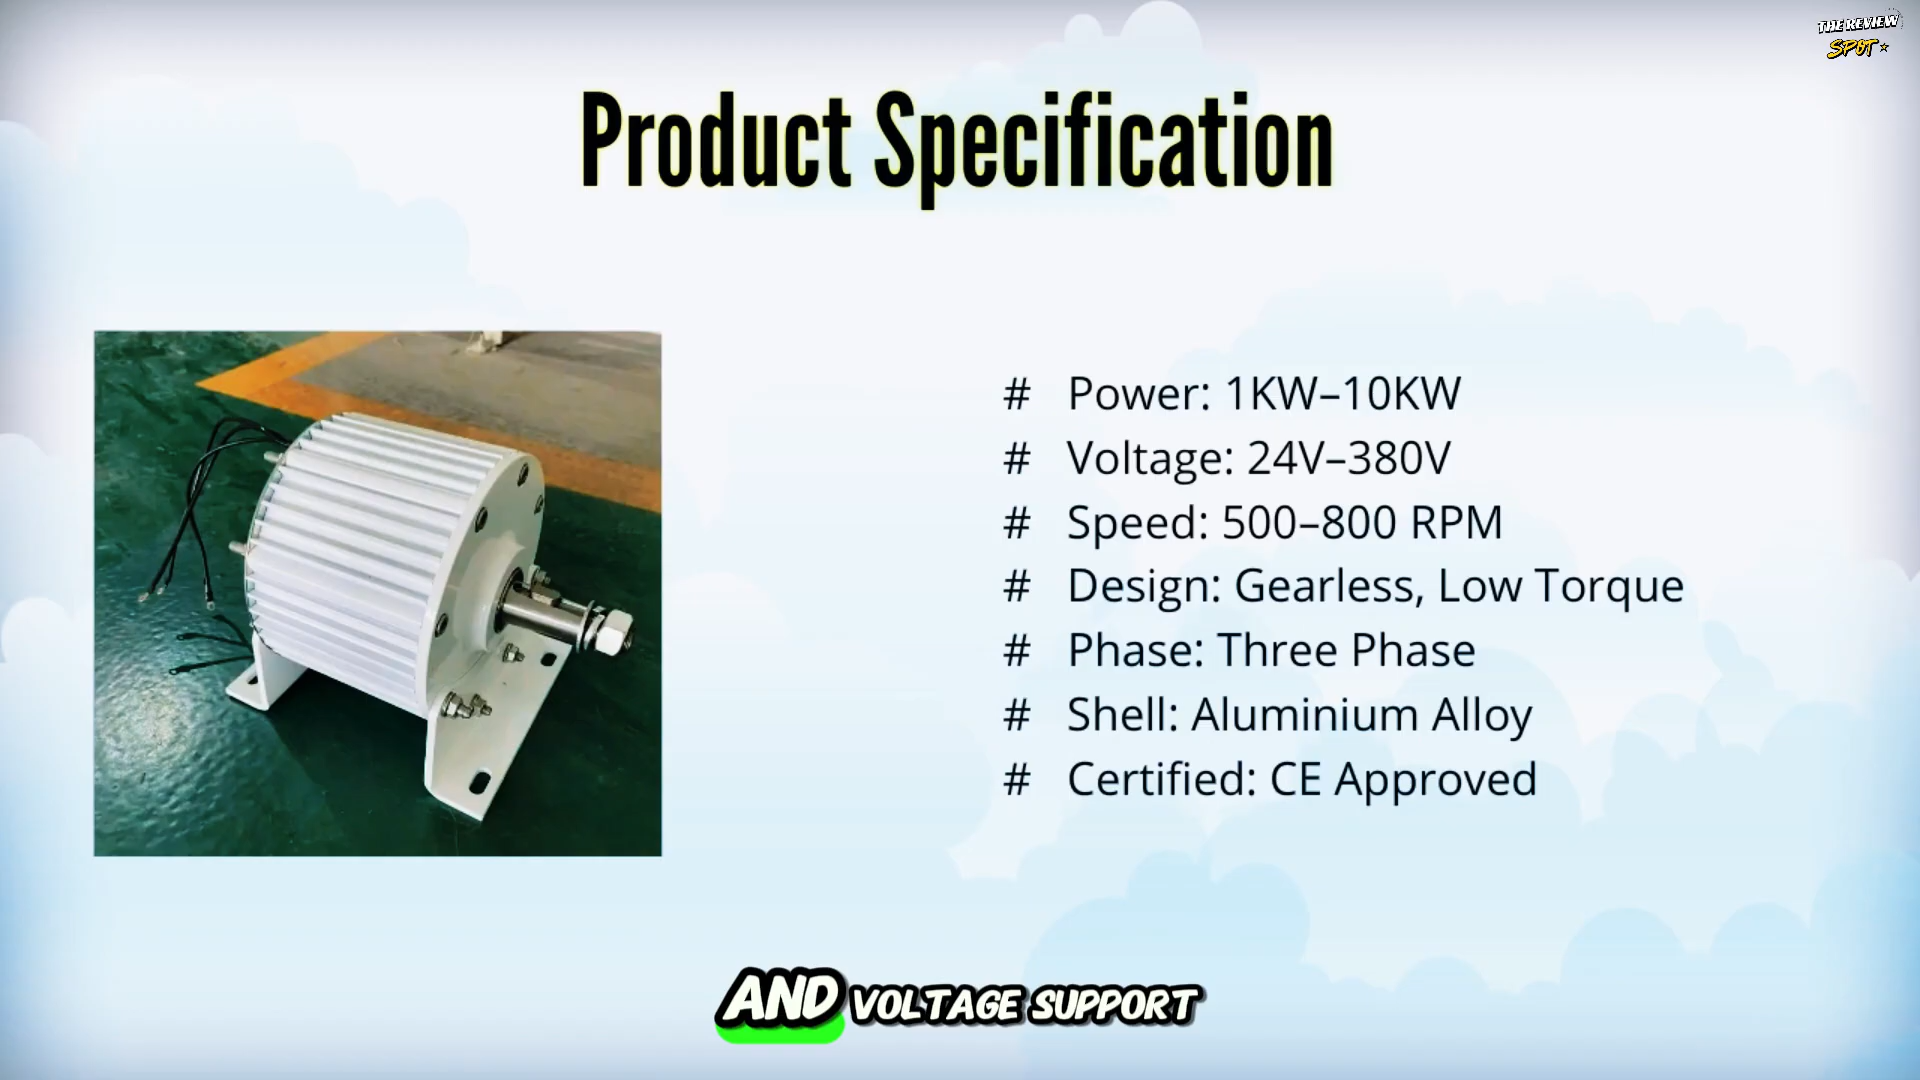 THE REVIEW
SPOT
Product Specification
# Power: 1KW–10KW
# Voltage: 24V–380V
# Speed: 500–800 RPM
# Design: Gearless, Low Torque
# Phase: Three Phase
# Shell: Aluminium Alloy
# Certified: CE Approved
AND VOLTAGE SUPPORT